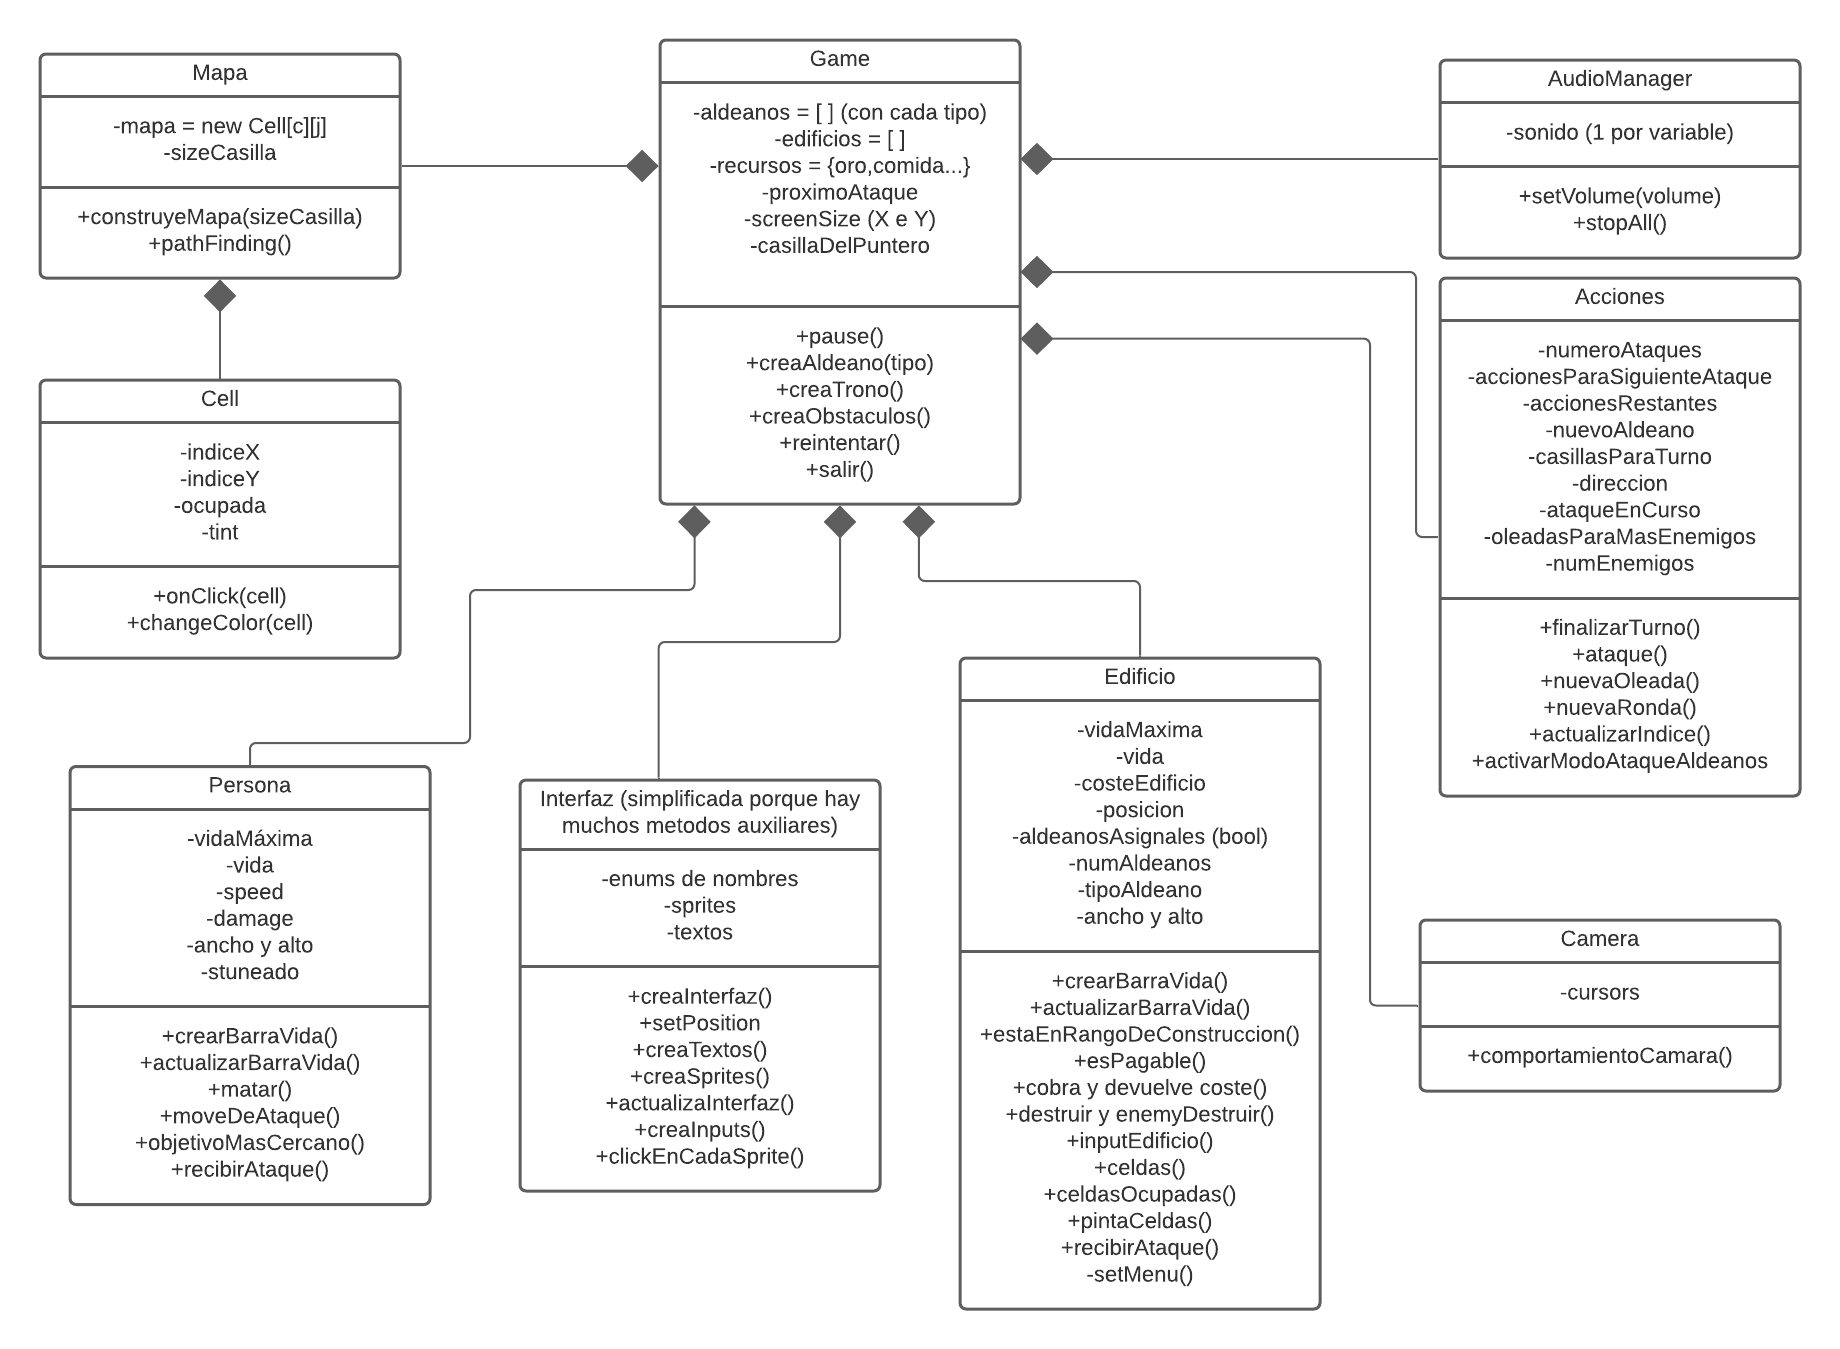 Mapa
-mapa = new Cell[c][j]
-sizeCasilla
+construyeMapa(sizeCasilla)
+pathFinding()
Game
-aldeanos = [ ] (con cada tipo)
-edificios = [ ]
-recursos = {oro,comida...}
-proximoAtaque
-screenSize (X e Y)
-casillaDelPuntero
+pause()
+creaAldeano(tipo)
+creaTrono()
+creaObstaculos()
+reintentar()
+salir()
AudioManager
-sonido (1 por variable)
+setVolume(volume)
+stopAll()
Acciones
-numeroAtaques
-accionesParaSiguienteAtaque
-accionesRestantes
-nuevoAldeano
-casillasParaTurno
-direccion
-ataqueEnCurso
-oleadasParaMasEnemigos
-numEnemigos
+finalizarTurno()
+ataque()
+nuevaOleada()
+nuevaRonda()
+actualizarIndice()
+activarModoAtaqueAldeanos
Cell
-indiceX
-indiceY
-ocupada
-tint
+onClick(cell)
+changeColor(cell)
Persona
-vidaMáxima
-vida
-speed
-damage
-ancho y alto
-stuneado
+crearBarraVida()
+actualizarBarraVida()
+matar()
+moveDeAtaque()
+objetivoMasCercano()
+recibirAtaque()
Interfaz (simplificada porque hay
muchos metodos auxiliares)
-enums de nombres
-sprites
-textos
+creaInterfaz()
+setPosition
+creaTextos()
+creaSprites()
+actualizaInterfaz()
+creaInputs()
+clickEnCadaSprite()
Edificio
-vidaMaxima
-vida
-costeEdificio
-posicion
-aldeanosAsignales (bool)
-numAldeanos
-tipoAldeano
-ancho y alto
+crearBarraVida()
+actualizarBarraVida()
+estaEnRangoDeConstruccion()
+esPagable()
+cobra y devuelve coste()
+destruir y enemyDestruir()
+inputEdificio()
+celdas()
+celdasOcupadas()
+pintaCeldas()
+recibirAtaque()
-setMenu()
Camera
-cursors
+comportamientoCamara()